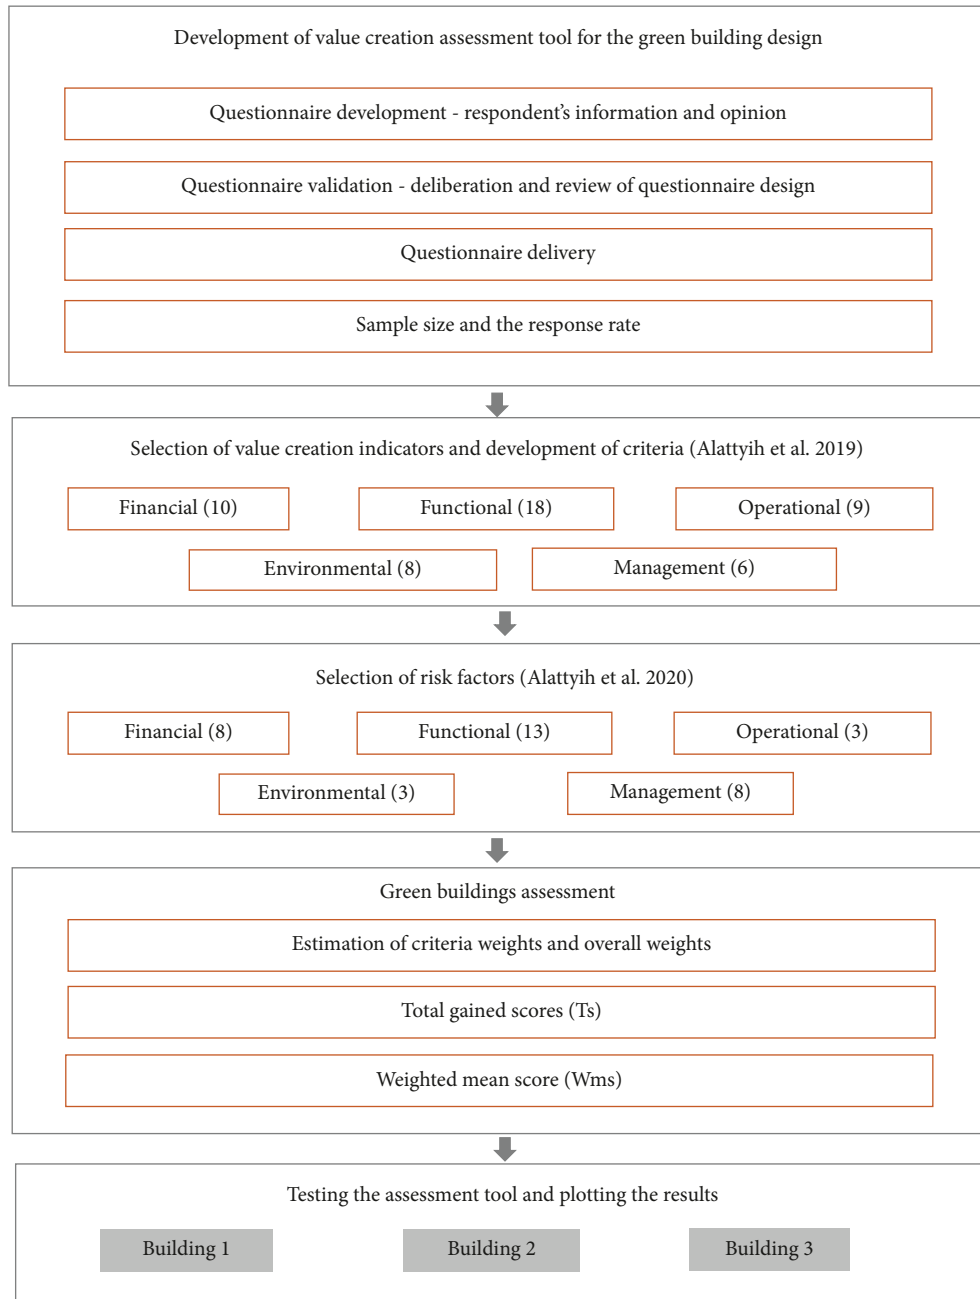 Development of value creation assessment tool for the green building design
Questionnaire development - respondent’s information and opinion
Questionnaire validation - deliberation and review of questionnaire design
Questionnaire delivery
Sample size and the response rate
Selection of value creation indicators and development of criteria (Alattyih et al. 2019)
Financial (10)
Functional (18)
Operational (9)
Environmental (8)
Management (6)
Selection of risk factors (Alattyih et al. 2020)
Financial (8)
Functional (13)
Operational (3)
Environmental (3)
Management (8)
Green buildings assessment
Estimation of criteria weights and overall weights
Total gained scores (Ts)
Weighted mean score (Wms)
Testing the assessment tool and plotting the results
Building 1
Building 2
Building 3